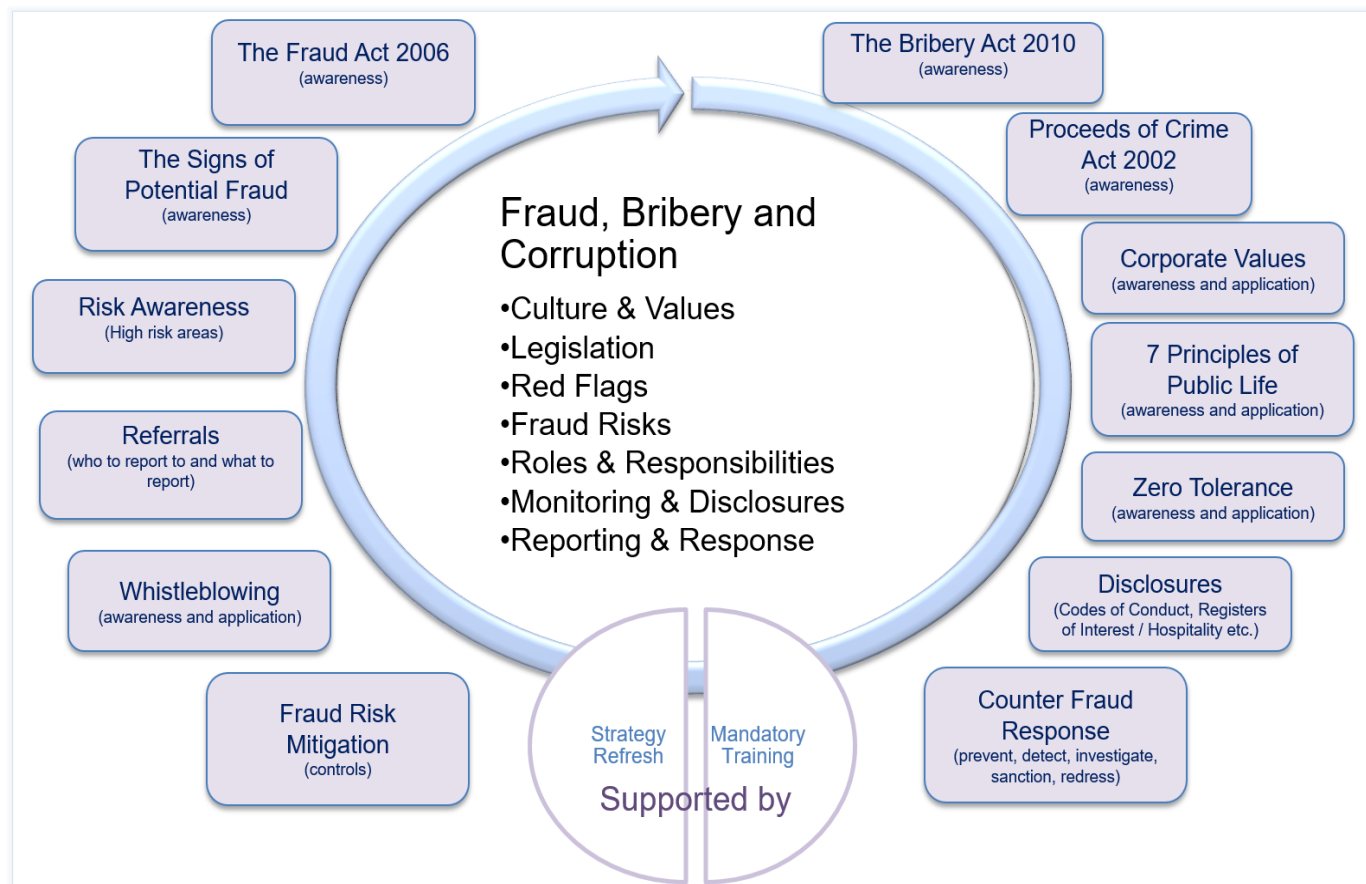 The Fraud Act 2006
(awareness)
The Bribery Act 2010
(awareness)
The Signs of
Potential Fraud
(awareness)
Proceeds of Crime
Act 2002
(awareness)
Risk Awareness
(High risk areas)
Corporate Values
(awareness and application)
Referrals
(who to report to and what to
report)
7 Principles of
Public Life
(awareness and application)
Whistleblowing
(awareness and application)
Zero Tolerance
(awareness and application)
Fraud Risk
Mitigation
(controls)
Disclosures
(Codes of Conduct, Registers
of Interest / Hospitality etc.)
Counter Fraud
Response
(prevent, detect, investigate,
sanction, redress)
Fraud, Bribery and
Corruption
•Culture & Values
•Legislation
•Red Flags
•Fraud Risks
•Roles & Responsibilities
•Monitoring & Disclosures
•Reporting & Response
Strategy
Refresh
Mandatory
Training
Supported by